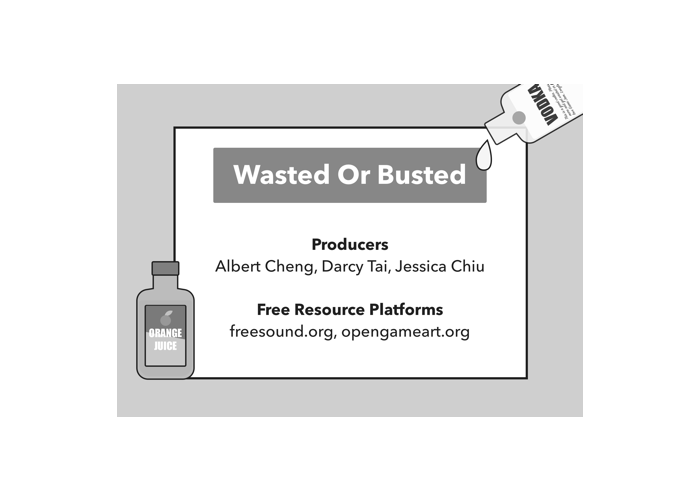 VODKA
Wasted Or Busted
Producers
Albert Cheng, Darcy Tai, Jessica Chiu
Free Resource Platforms
freesound.org, opengameart.org
ORANGE
JUICE